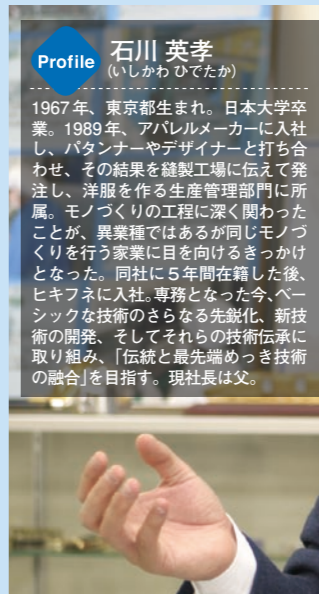 Profile
石川 英孝
(いしかわ ひでたか)
1967年、東京都生まれ。日本大学卒
業。1989年、アパレルメーカーに入社
し、パタンナーやデザイナーと打ち合
わせ、その結果を縫製工場に伝えて発
注し、洋服を作る生産管理部門に所
属。モノづくりの工程に深く関わった
ことが、異業種ではあるが同じモノづ
くりを行う家業に目を向けるきっかけ
となった。同社に5年間在籍した後、
ヒキフネに入社。専務となった今、ベー
シックな技術のさらなる先鋭化、新技
術の開発、そしてそれらの技術伝承に
取り組み、「伝統と最先端めっき技術
の融合」を目指す。現社長は父。